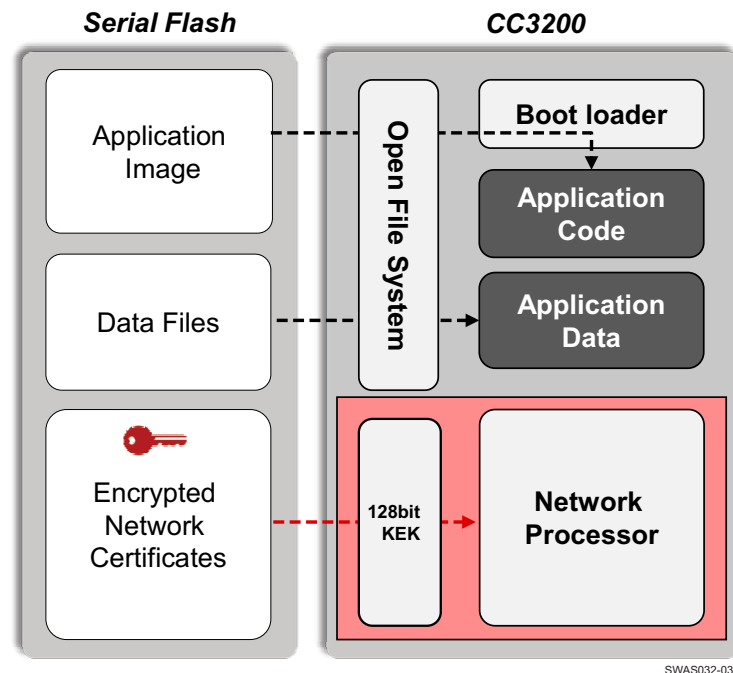 Serial Flash
CC3200
Application
Image
Open File System
Boot loader
Application
Code
Data Files
Application
Data
Encrypted
Network
Certificates
128bit
KEK
Network
Processor
SWAS032-03